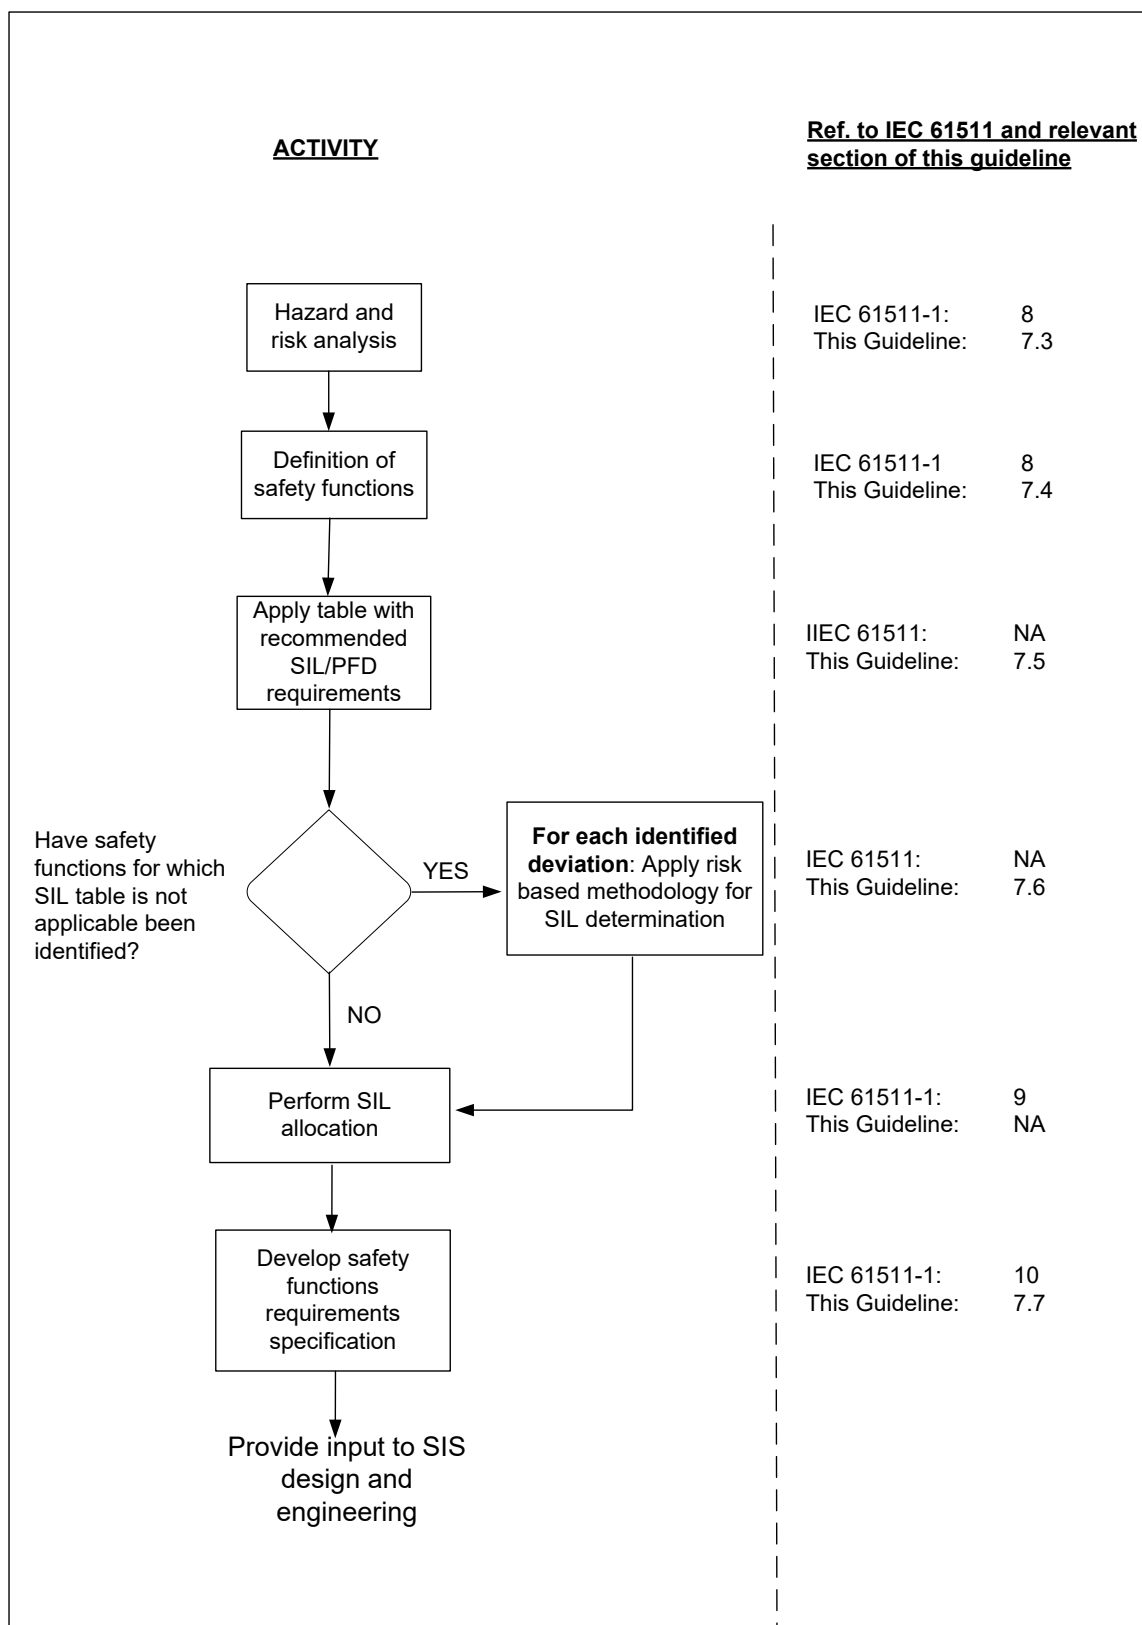 ACTIVITY
Ref. to IEC 61511 and relevant
section of this guideline
Hazard and
risk analysis
IEC 61511-1: 8
This Guideline: 7.3
Definition of
safety functions
IEC 61511-1 8
This Guideline: 7.4
Apply table with
recommended
SIL/PFD
requirements
IIEC 61511: NA
This Guideline: 7.5
Have safety
functions for which
SIL table is not
applicable been
identified?
YES
For each identified
deviation: Apply risk
based methodology for
SIL determination
IEC 61511: NA
This Guideline: 7.6
NO
Perform SIL
allocation
IEC 61511-1: 9
This Guideline: NA
Develop safety
functions
requirements
specification
IEC 61511-1: 10
This Guideline: 7.7
Provide input to SIS
design and
engineering